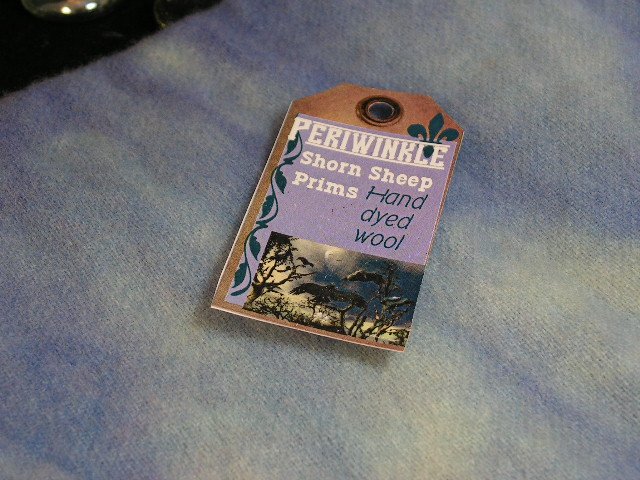 PERIWINKLE
Shorn Sheep
Prims Hand
dyed
wool